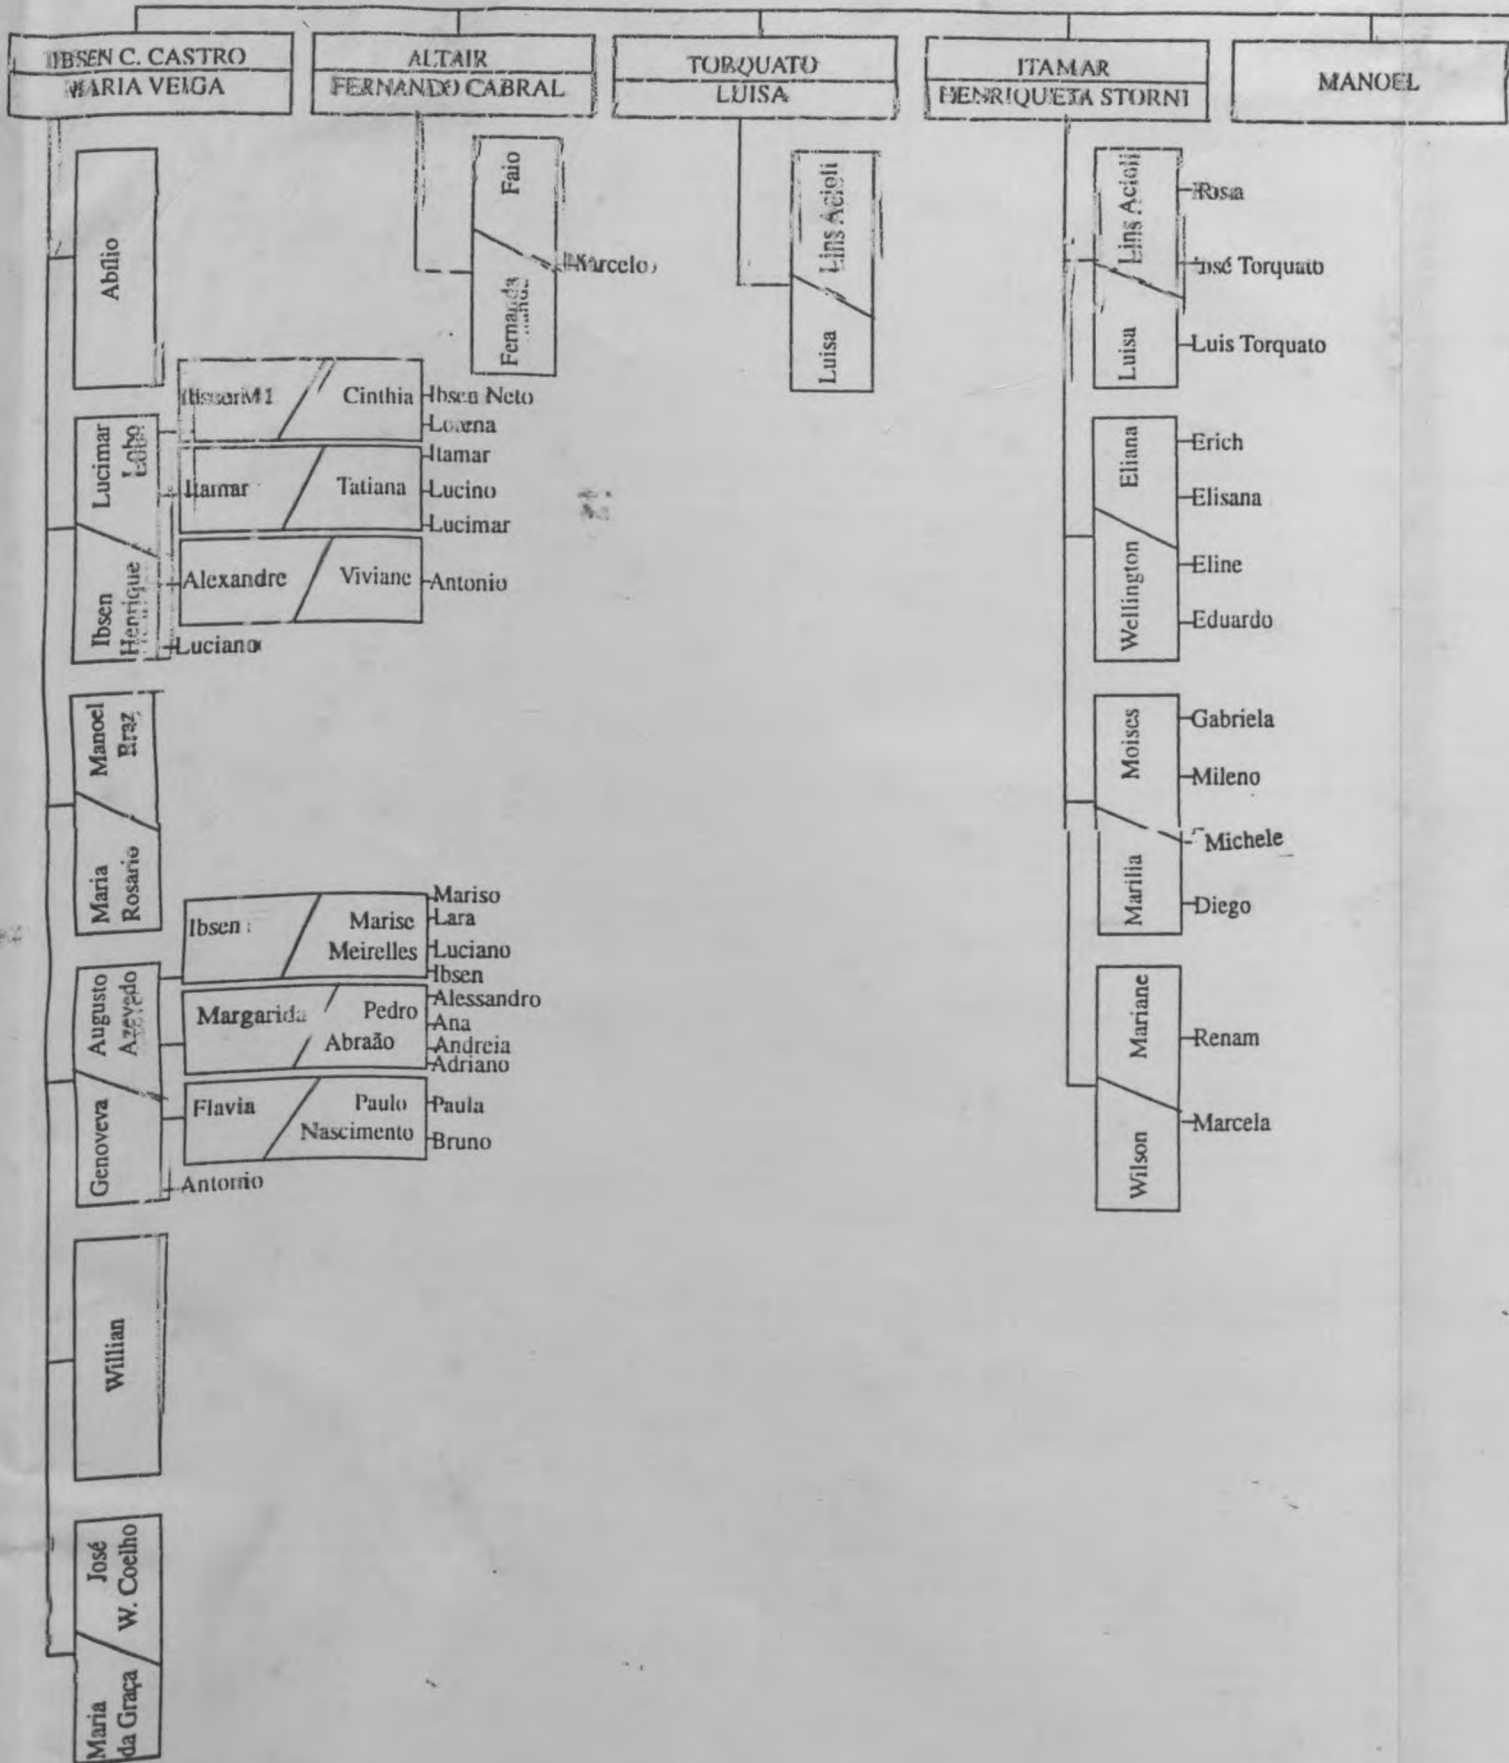 IBSEN C. CASTRO
MARIA VEIGA
ALTAIR
FERNANDO CABRAL
TORQUATO
LUISA
ITAMAR
HENRIQUETA STORNI
MANOEL
Abílio
Lucimar
Lobo
Ibsen
Henrique
Cinthia
Ibsen Neto
Lorena
Itamar
Tatiana
Itamar
Lucino
Lucimar
Alexandre
Viviane
Antonio
Luciano
Manoel
Braz
Maria
Rosario
Augusto
Azevedo
Genoveva
Ibsen
Marise
Meirelles
Mariso
Lara
Luciano
Ibsen
Margarida
Pedro
Abraão
Alessandro
Ana
Andreia
Adriano
Flavia
Paulo
Nascimento
Paula
Bruno
Antonio
Willian
José
W. Coelho
Maria
da Graça
Faio
Fernanda
Marcelo
Lins Acioli
Luisa
Lins Acioli
Luisa
Rosa
José Torquato
Luis Torquato
Eliana
Wellington
Erich
Elisana
Eline
Eduardo
Moises
Marilia
Gabriela
Mileno
Michele
Diego
Mariane
Wilson
Renam
Marcela